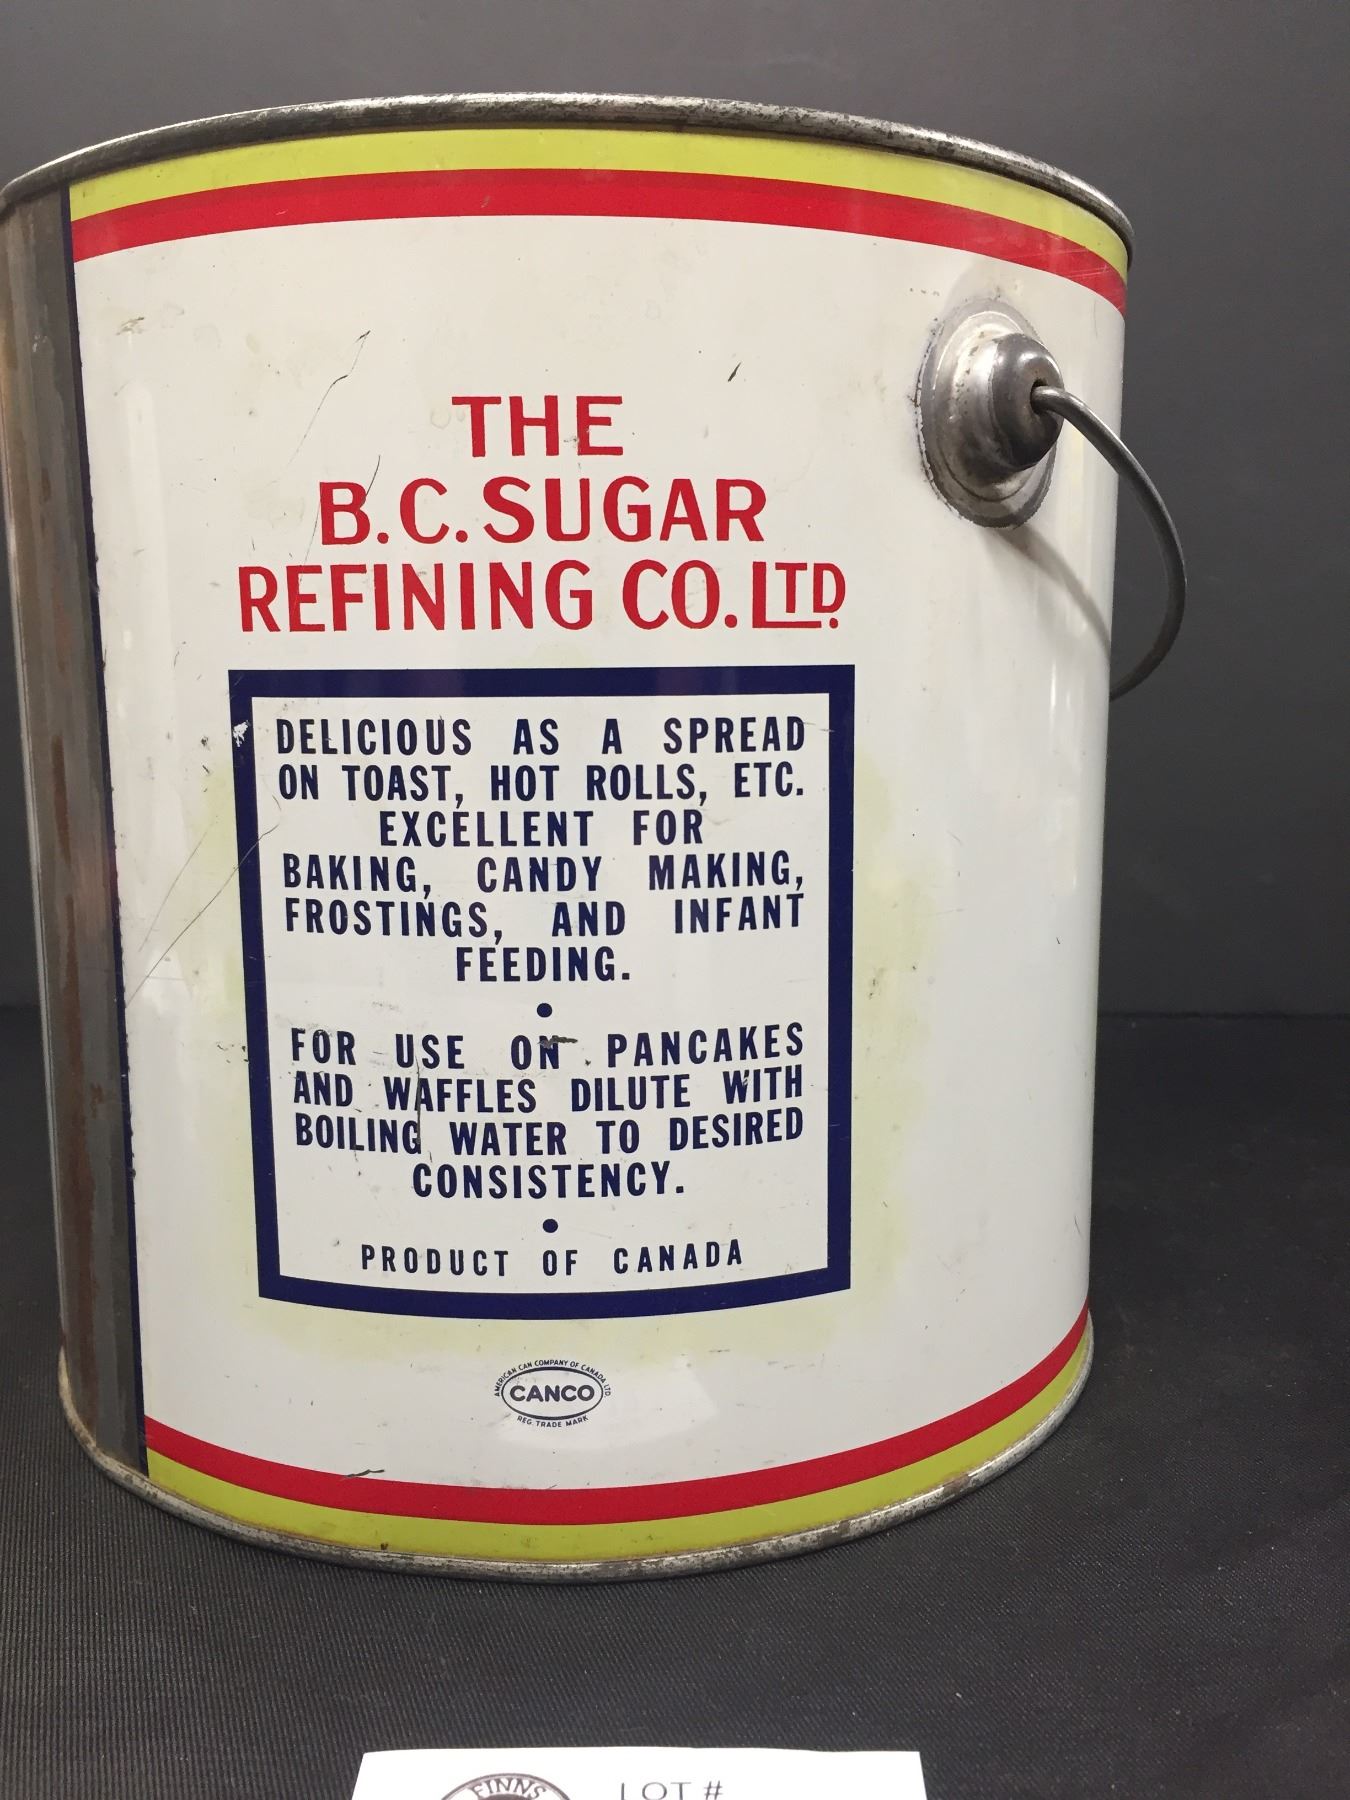 THE
B.C. SUGAR
REFINING CO. LTD.
DELICIOUS AS A SPREAD
ON TOAST, HOT ROLLS, ETC.
EXCELLENT FOR
BAKING, CANDY MAKING,
FROSTINGS, AND INFANT
FEEDING.
•
FOR USE ON PANCAKES
AND WAFFLES DILUTE WITH
BOILING WATER TO DESIRED
CONSISTENCY.
•
PRODUCT OF CANADA
AMERICAN CAN COMPANY OF CANADA LTD.
CANCO
REG. TRADE MARK
FINNS
LOT #